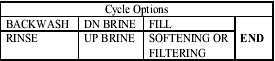 Cycle Options
BACKWASH DN BRINE FILL
RINSE UP BRINE SOFTENING OR
FILTERING
END